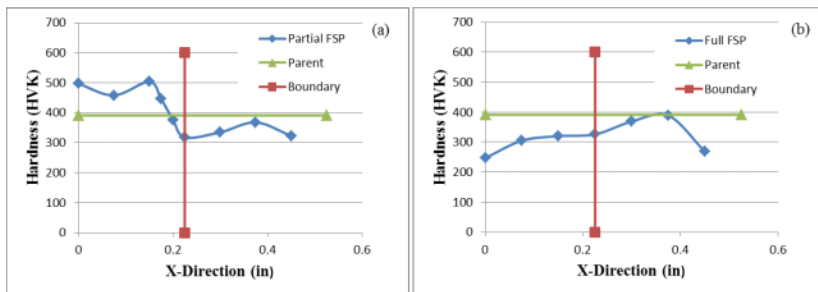 (a)
700
600
500
400
300
200
100
0
Hardness (HVK)
0
0.2
0.4
0.6
X-Direction (in)
Partial FSP
Parent
Boundary
(b)
700
600
500
400
300
200
100
0
Hardness (HVK)
0
0.2
0.4
0.6
X-Direction (in)
Full FSP
Parent
Boundary